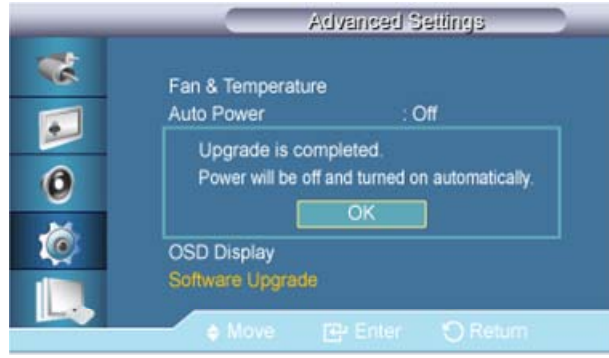 Advanced Settings
Fan & Temperature
Auto Power : Off
Upgrade is completed.
Power will be off and turned on automatically.
OK
OSD Display
Software Upgrade
Move Enter Return